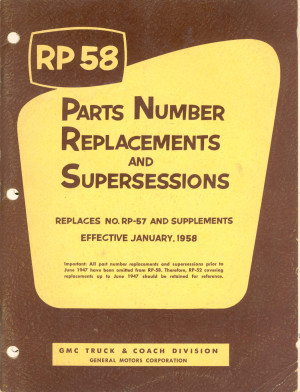 RP 58
PARTS NUMBER
REPLACEMENTS
AND
SUPERSESSIONS
REPLACES NO. RP-57 AND SUPPLEMENTS
EFFECTIVE JANUARY, 1958
Important: All part number replacements and supersessions prior to
June 1947 have been omitted from RP-58. Therefore, RP-52 covering
replacements up to June 1947 should be retained for reference.
GMC TRUCK & COACH DIVISION
GENERAL MOTORS CORPORATION